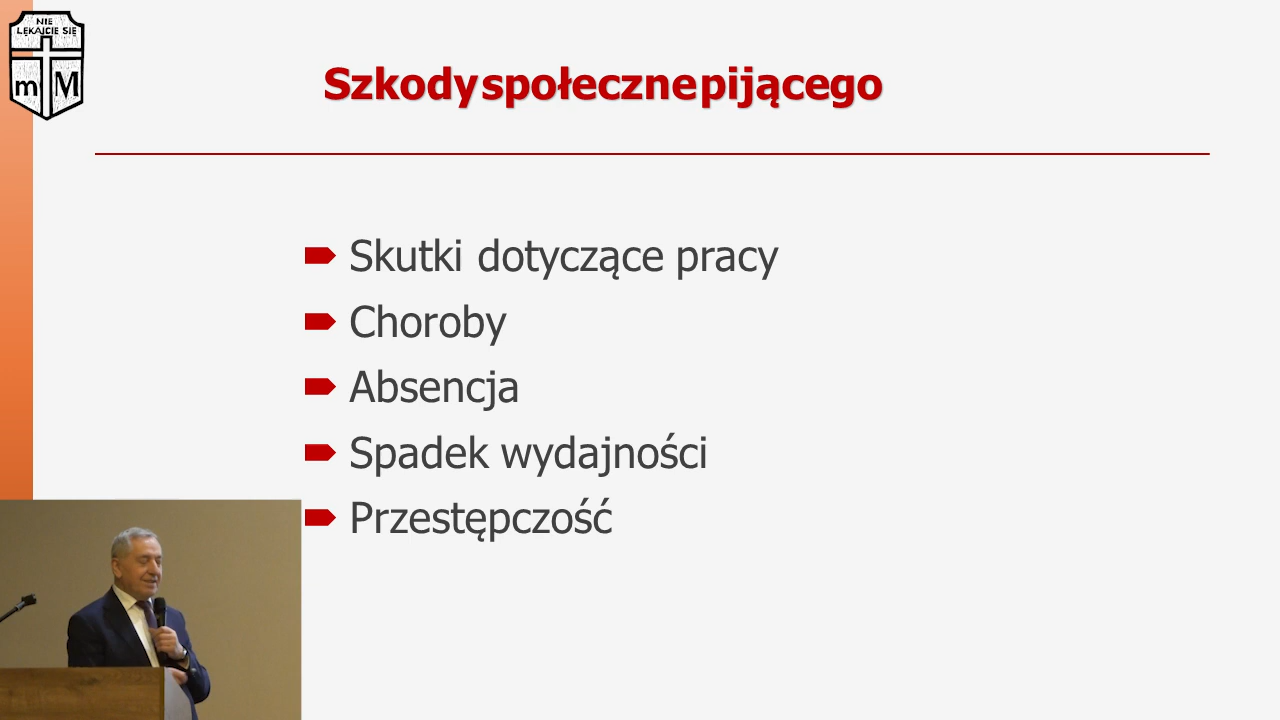 NIE
LĘKAJCIE SIĘ
m M
Szkody społeczne pijącego
Skutki dotyczące pracy
Choroby
Absencja
Spadek wydajności
Przestępczość